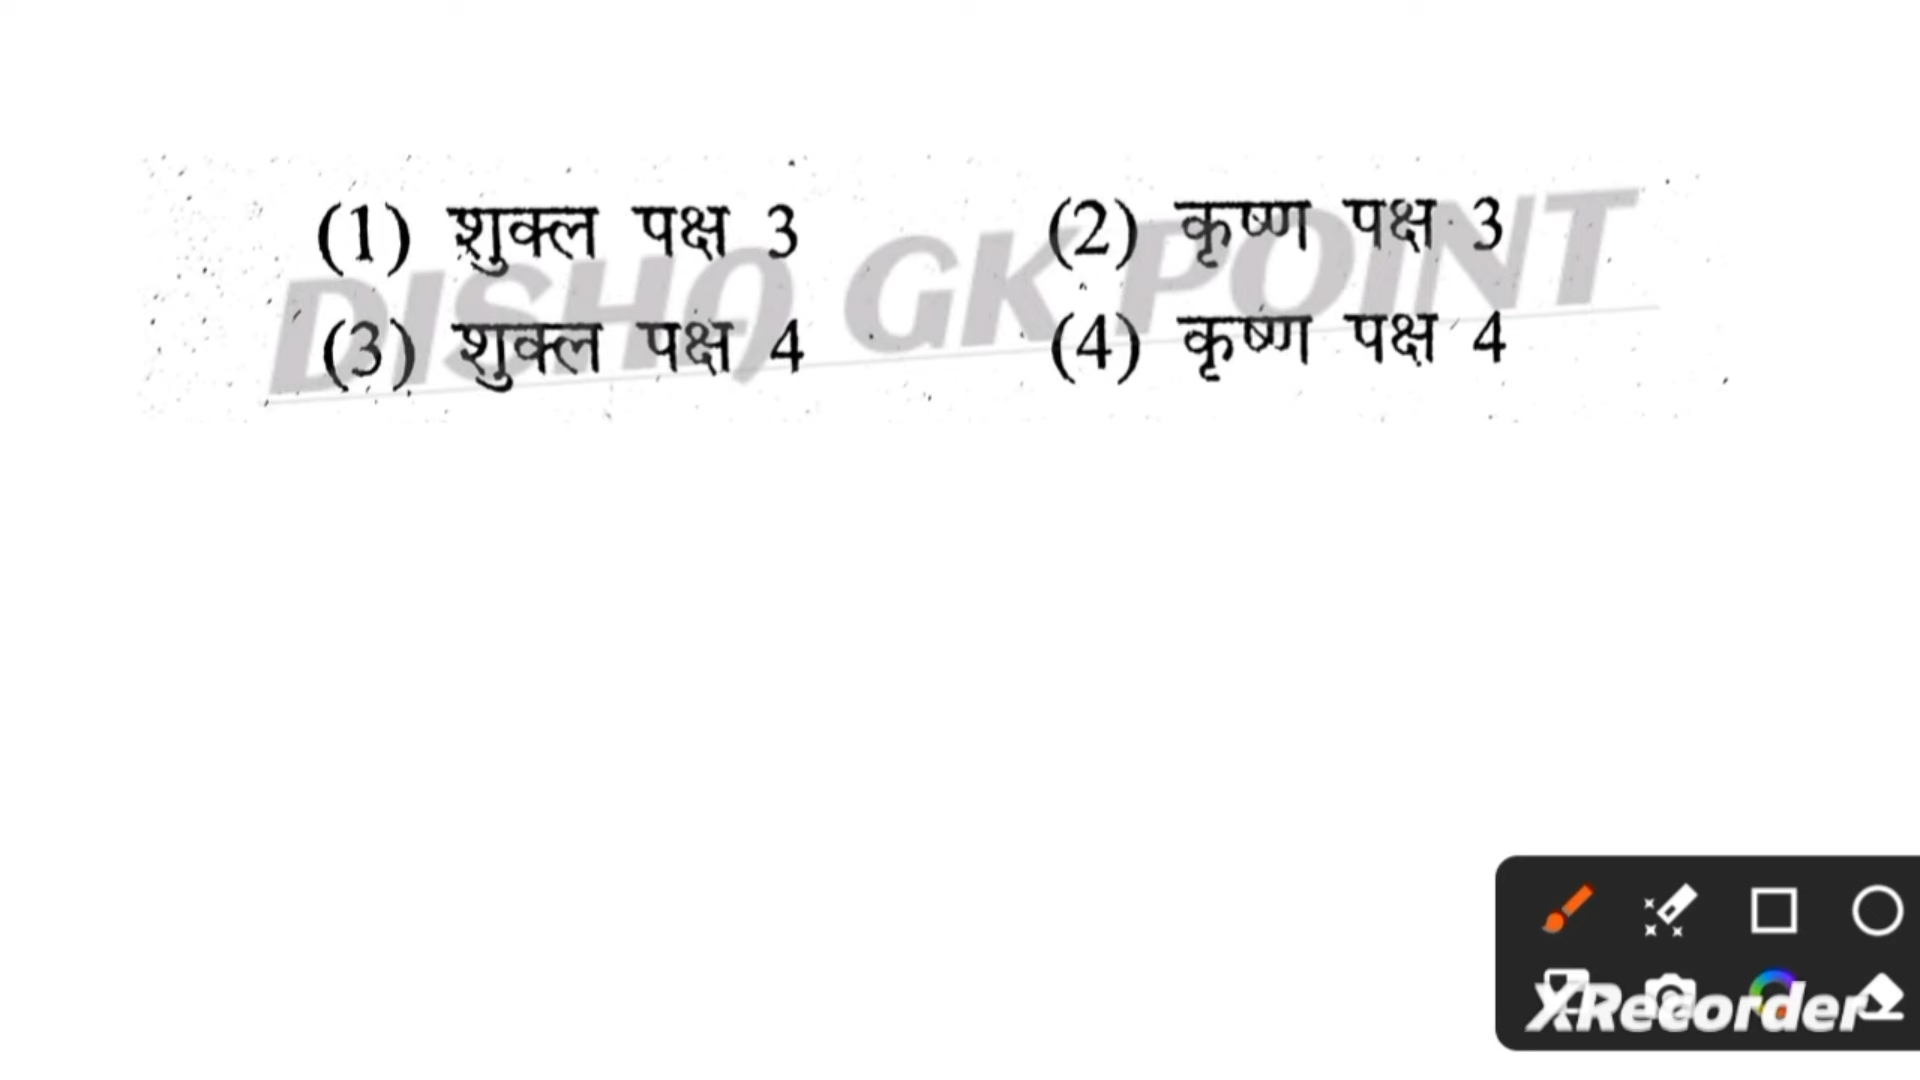 (1) शुक्ल पक्ष 3 (2) कृष्ण पक्ष 3
DISHA GK POINT
(3) शुक्ल पक्ष 4 (4) कृष्ण पक्ष 4
XRecorder